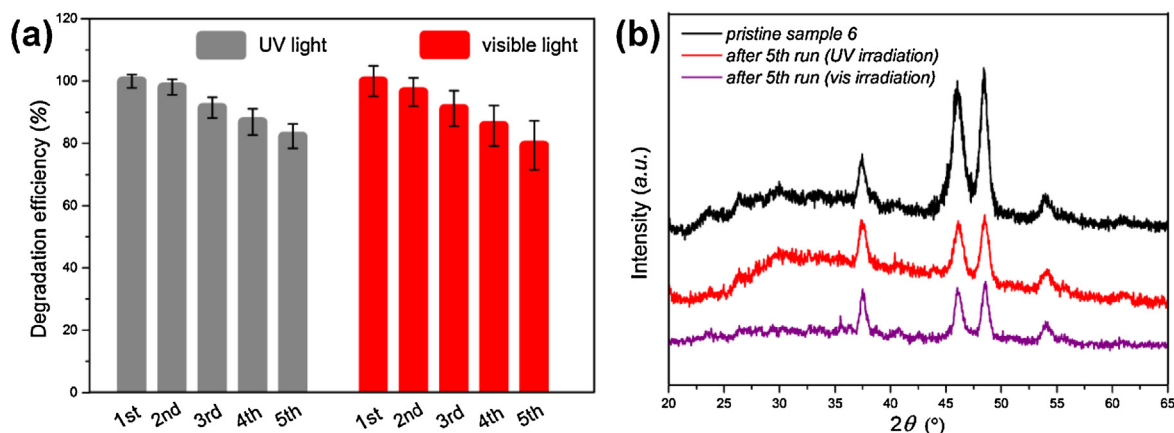 (a)
Degradation efficiency (%)
120
100
80
60
40
20
0
UV light
visible light
1st 2nd 3rd 4th 5th
1st 2nd 3rd 4th 5th
(b)
Intensity (a.u.)
pristine sample 6
after 5th run (UV irradiation)
after 5th run (vis irradiation)
20 25 30 35 40 45 50 55 60 65
2θ (°)